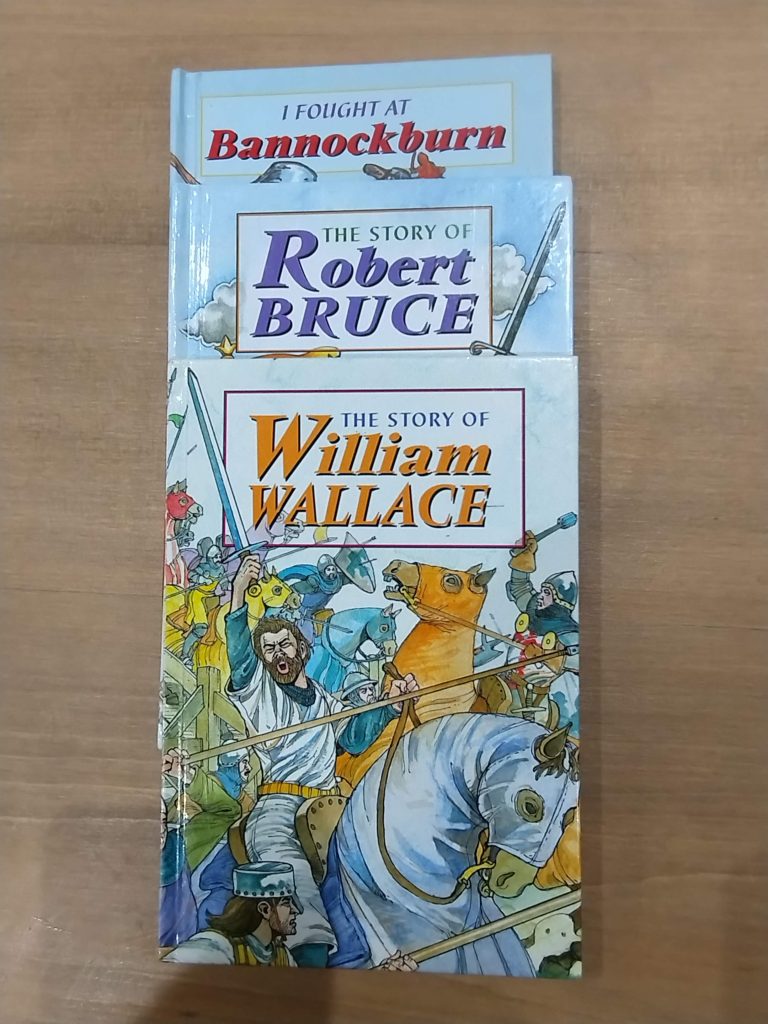 I FOUGHT AT
Bannockburn
THE STORY OF
Robert
BRUCE
THE STORY OF
William
WALLACE